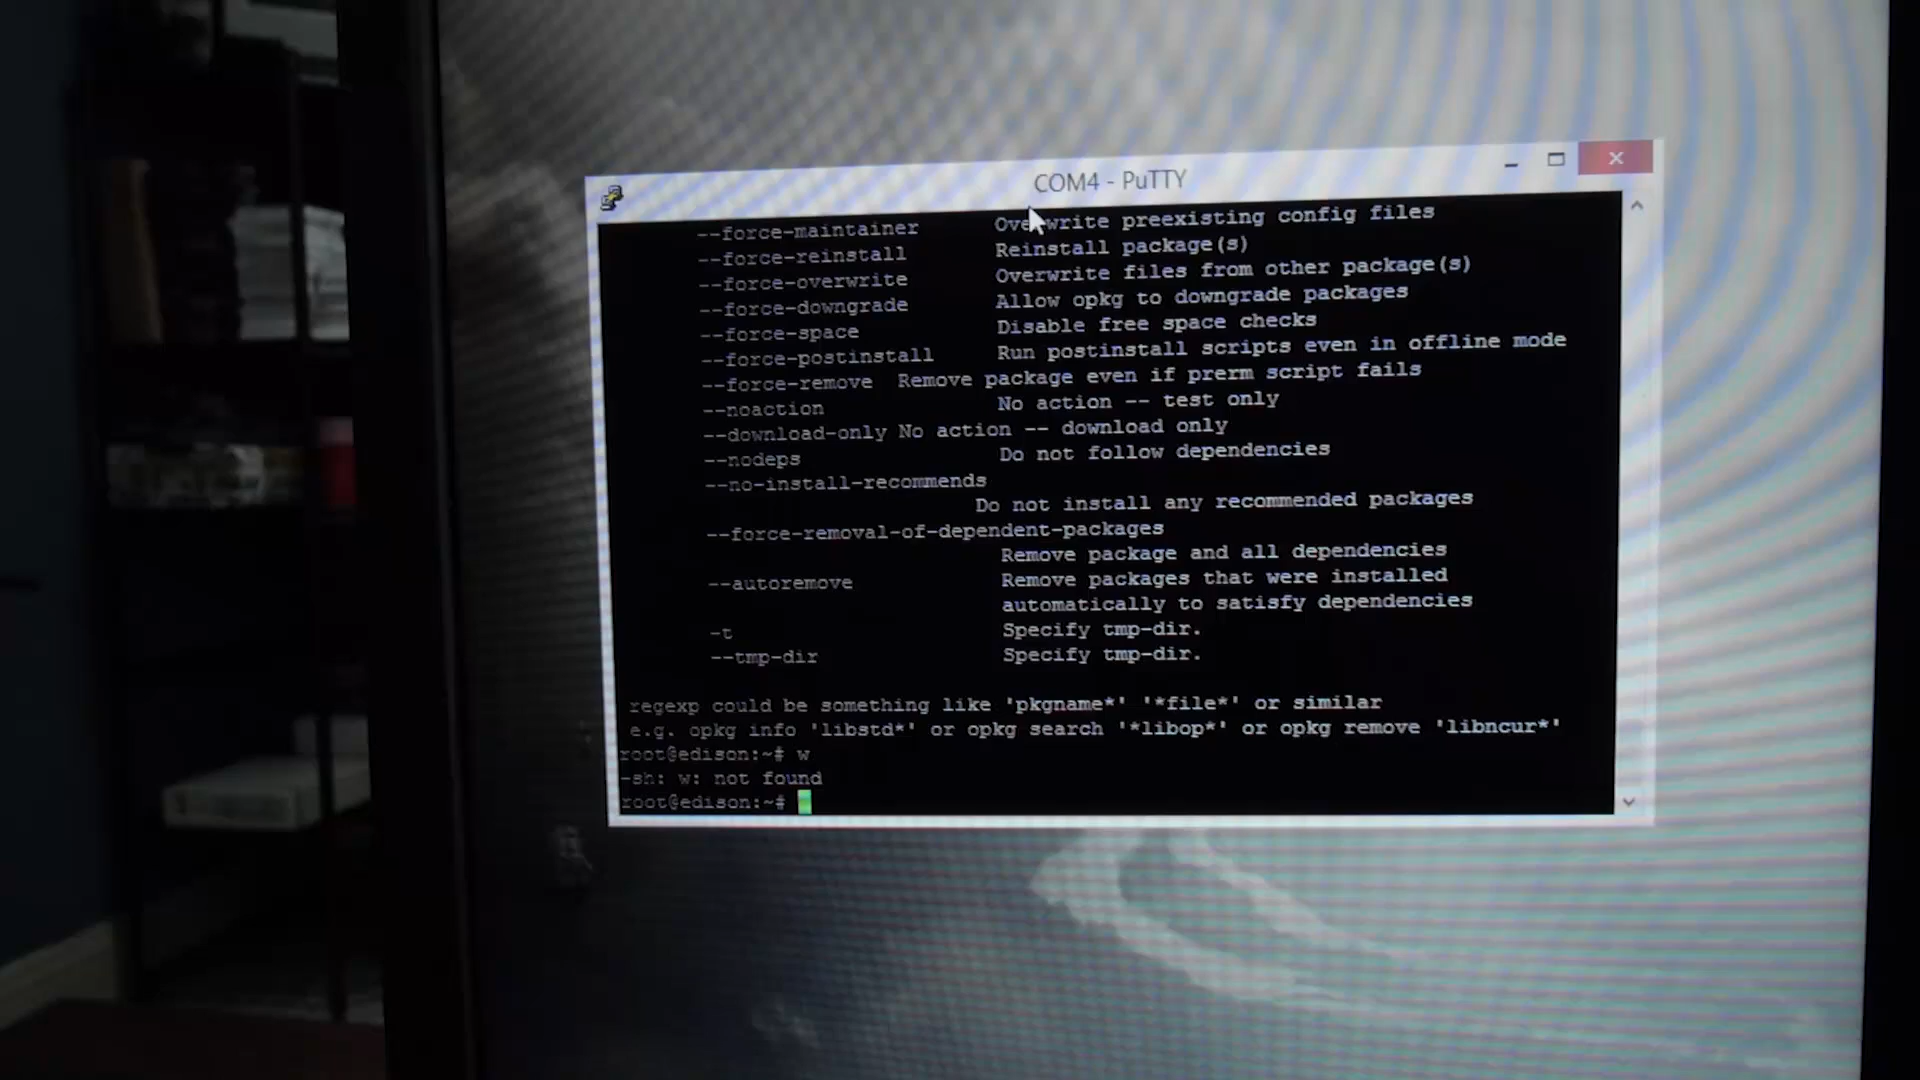 COM4 - PuTTY
--force-maintainer Overwrite preexisting config files
--force-reinstall Reinstall package(s)
--force-overwrite Overwrite files from other package(s)
--force-downgrade Allow opkg to downgrade packages
--force-space Disable free space checks
--force-postinstall Run postinstall scripts even in offline mode
--force-remove Remove package even if prerm script fails
--noaction No action -- test only
--download-only No action -- download only
--nodeps Do not follow dependencies
--no-install-recommends
Do not install any recommended packages
--force-removal-of-dependent-packages
Remove package and all dependencies
--autoremove Remove packages that were installed
automatically to satisfy dependencies
-t Specify tmp-dir.
--tmp-dir Specify tmp-dir.
regexp could be something like 'pkgname*' '*file*' or similar
e.g. opkg info 'libstd*' or opkg search '*libop*' or opkg remove 'libncur*'
root@edison:~# w
-sh: w: not found
root@edison:~#